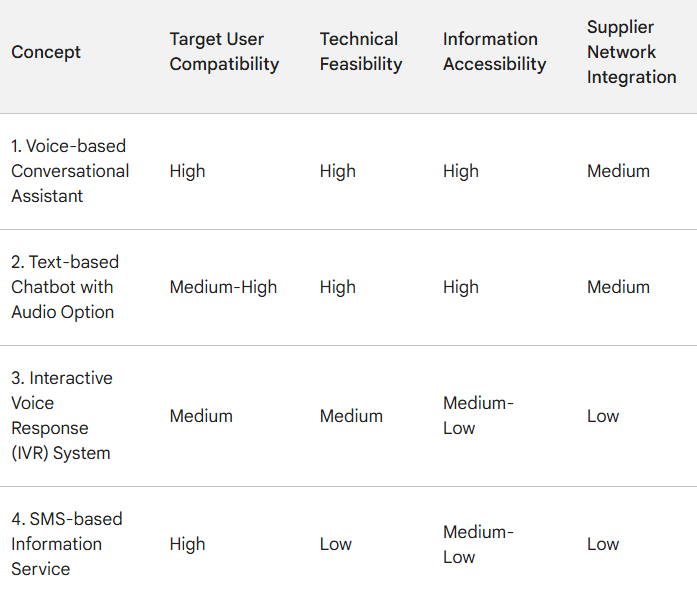 Concept
Target User
Compatibility
Technical
Feasibility
Information
Accessibility
Supplier
Network
Integration
1. Voice-based
Conversational
Assistant
High
High
High
Medium
2. Text-based
Chatbot with
Audio Option
Medium-High
High
High
Medium
3. Interactive
Voice
Response
(IVR) System
Medium
Medium
Medium-
Low
Low
4. SMS-based
Information
Service
High
Low
Medium-
Low
Low